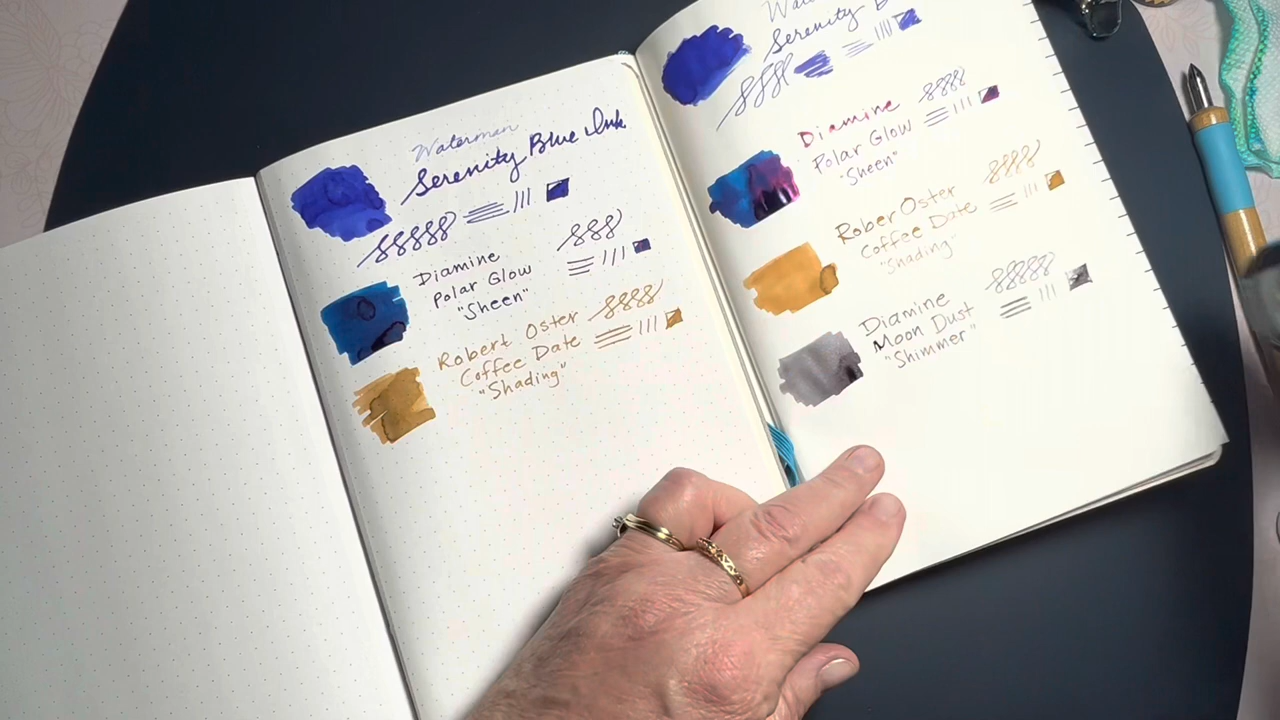 Waterman
Serenity Blue Ink
Diamine
Polar Glow
"Sheen"
Robert Oster
Coffee Date
"Shading"
Serenity
Diamine
Polar Glow
"Sheen"
Rober Oster
Coffee Date
"Shading"
Diamine
Moon Dust
"Shimmer"